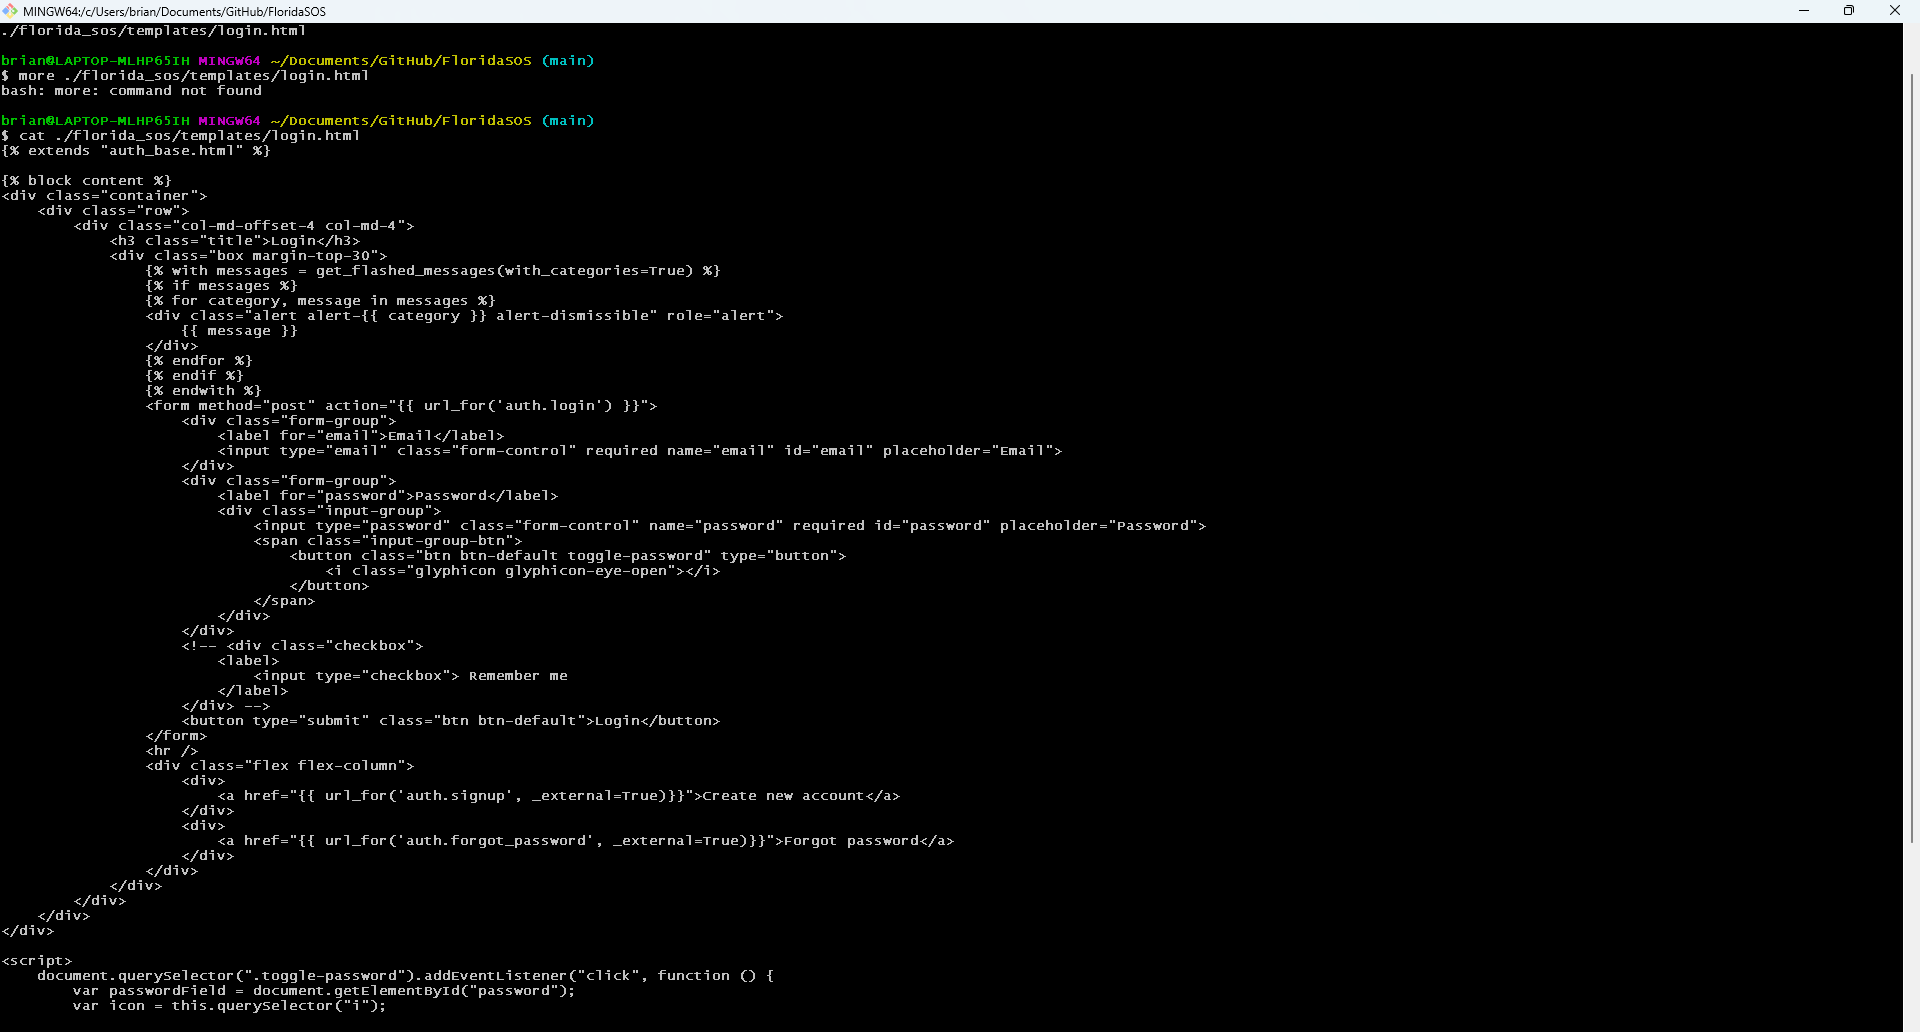 MINGW64:/c/Users/brian/Documents/GitHub/FloridaSOS
./florida_sos/templates/login.html
brian@LAPTOP-MLHP65IH MINGW64 ~/Documents/GitHub/FloridaSOS (main)
$ more ./florida_sos/templates/login.html
bash: more: command not found
brian@LAPTOP-MLHP65IH MINGW64 ~/Documents/GitHub/FloridaSOS (main)
$ cat ./florida_sos/templates/login.html
{% extends "auth_base.html" %}
{% block content %}
<div class="container">
    <div class="row">
        <div class="col-md-offset-4 col-md-4">
            <h3 class="title">Login</h3>
            <div class="box margin-top-30">
                {% with messages = get_flashed_messages(with_categories=True) %}
                {% if messages %}
                {% for category, message in messages %}
                <div class="alert alert-{{ category }} alert-dismissible" role="alert">
                    {{ message }}
                </div>
                {% endfor %}
                {% endif %}
                {% endwith %}
                <form method="post" action="{{ url_for('auth.login') }}">
                    <div class="form-group">
                        <label for="email">Email</label>
                        <input type="email" class="form-control" required name="email" id="email" placeholder="Email">
                    </div>
                    <div class="form-group">
                        <label for="password">Password</label>
                        <div class="input-group">
                            <input type="password" class="form-control" name="password" required id="password" placeholder="Password">
                            <span class="input-group-btn">
                                <button class="btn btn-default toggle-password" type="button">
                                    <i class="glyphicon glyphicon-eye-open"></i>
                                </button>
                            </span>
                        </div>
                    </div>
                    <!-- <div class="checkbox">
                        <label>
                            <input type="checkbox"> Remember me
                        </label>
                    </div> -->
                    <button type="submit" class="btn btn-default">Login</button>
                </form>
                <hr />
                <div class="flex flex-column">
                    <div>
                        <a href="{{ url_for('auth.signup', _external=True)}}">Create new account</a>
                    </div>
                    <div>
                        <a href="{{ url_for('auth.forgot_password', _external=True)}}">Forgot password</a>
                    </div>
                </div>
            </div>
        </div>
    </div>
</div>
<script>
    document.querySelector(".toggle-password").addEventListener("click", function () {
        var passwordField = document.getElementById("password");
        var icon = this.querySelector("i");